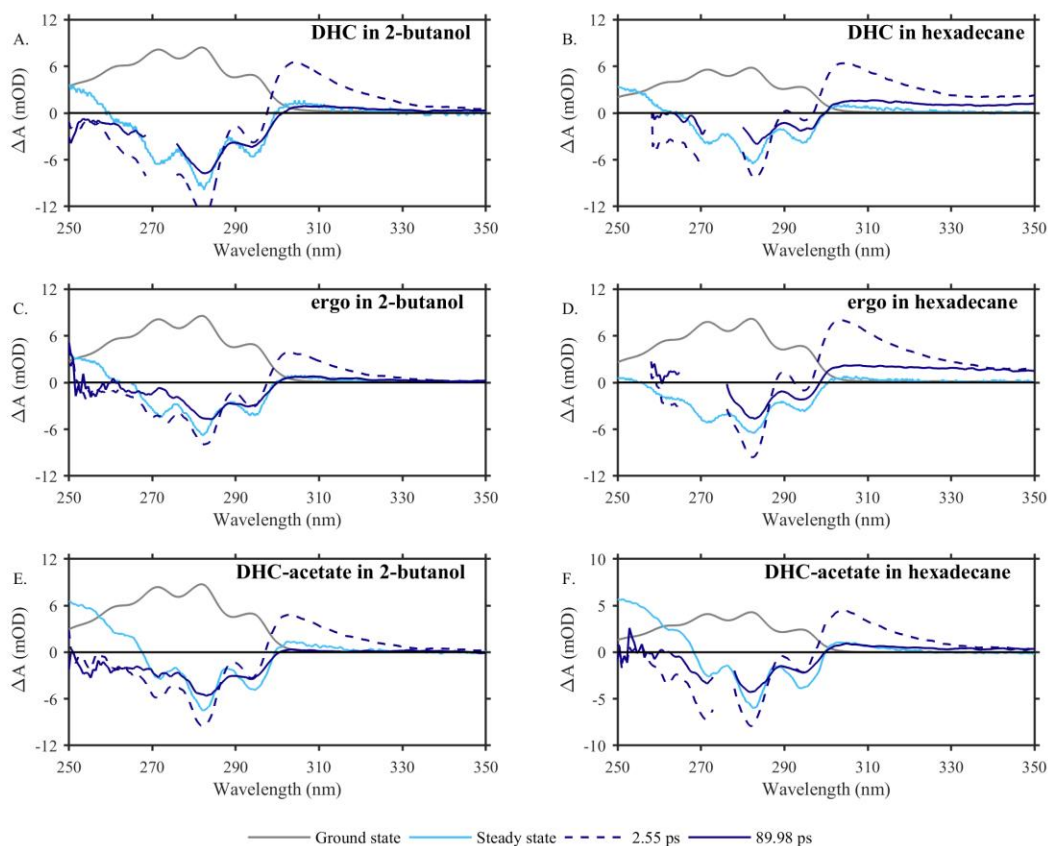 A.
DHC in 2-butanol
12
6
0
-6
-12
ΔA (mOD)
250 270 290 310 330 350
Wavelength (nm)
B.
DHC in hexadecane
12
6
0
-6
-12
ΔA (mOD)
250 270 290 310 330 350
Wavelength (nm)
C.
ergo in 2-butanol
12
6
0
-6
-12
ΔA (mOD)
250 270 290 310 330 350
Wavelength (nm)
D.
ergo in hexadecane
12
6
0
-6
-12
ΔA (mOD)
250 270 290 310 330 350
Wavelength (nm)
E.
DHC-acetate in 2-butanol
12
6
0
-6
-12
ΔA (mOD)
250 270 290 310 330 350
Wavelength (nm)
F.
DHC-acetate in hexadecane
10
5
0
-5
-10
ΔA (mOD)
250 270 290 310 330 350
Wavelength (nm)
Ground state Steady state 2.55 ps 89.98 ps